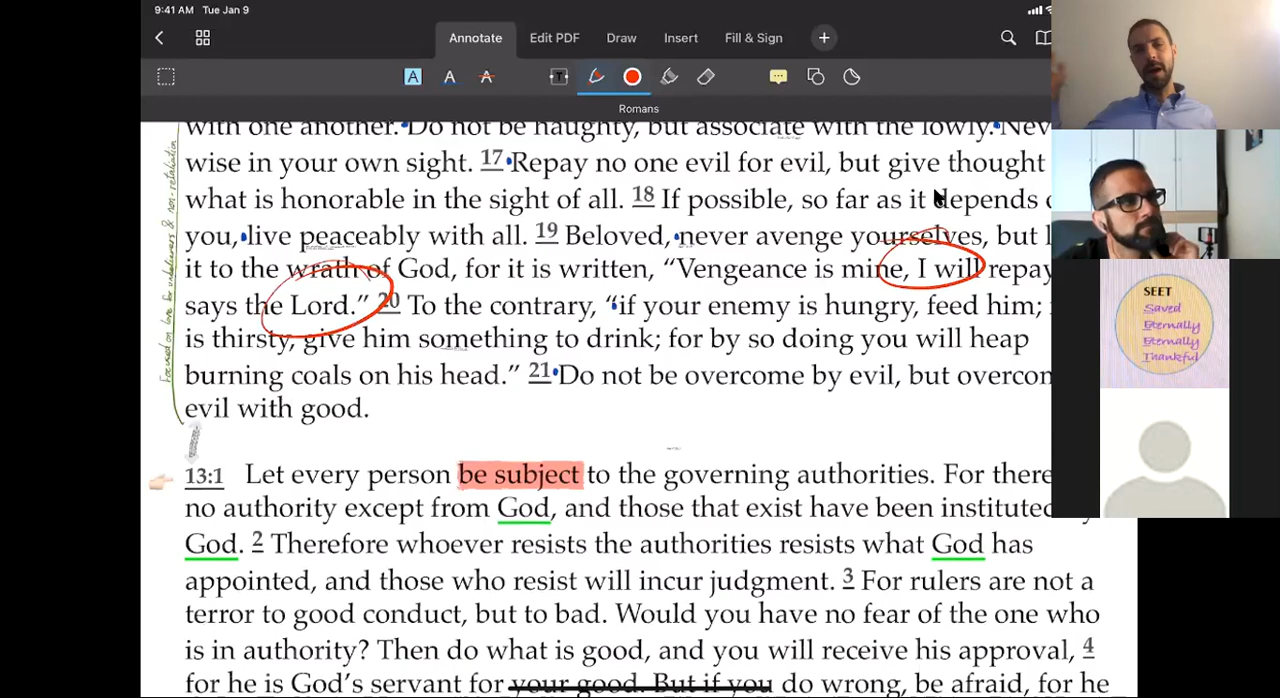 9:41 AM Tue Jan 9
Annotate Edit PDF Draw Insert Fill & Sign
A A A T
Romans
with one another. Do not be haughty, but associate with the lowly. Nev
wise in your own sight. 17 Repay no one evil for evil, but give thought
what is honorable in the sight of all. 18 If possible, so far as it depends o
you, live peaceably with all. 19 Beloved, never avenge yourselves, but l
it to the wrath of God, for it is written, “Vengeance is mine, I will repay
says the Lord.” 20 To the contrary, “if your enemy is hungry, feed him; i
is thirsty, give him something to drink; for by so doing you will heap
burning coals on his head.” 21 Do not be overcome by evil, but overcom
evil with good.
Focused on love for unbelievers & non-retaliation
13:1 Let every person be subject to the governing authorities. For there
no authority except from God, and those that exist have been instituted
God. 2 Therefore whoever resists the authorities resists what God has
appointed, and those who resist will incur judgment. 3 For rulers are not a
terror to good conduct, but to bad. Would you have no fear of the one who
is in authority? Then do what is good, and you will receive his approval, 4
for he is God’s servant for your good. But if you do wrong, be afraid, for he
SEET
Saved
Eternally
Eternally
Thankful